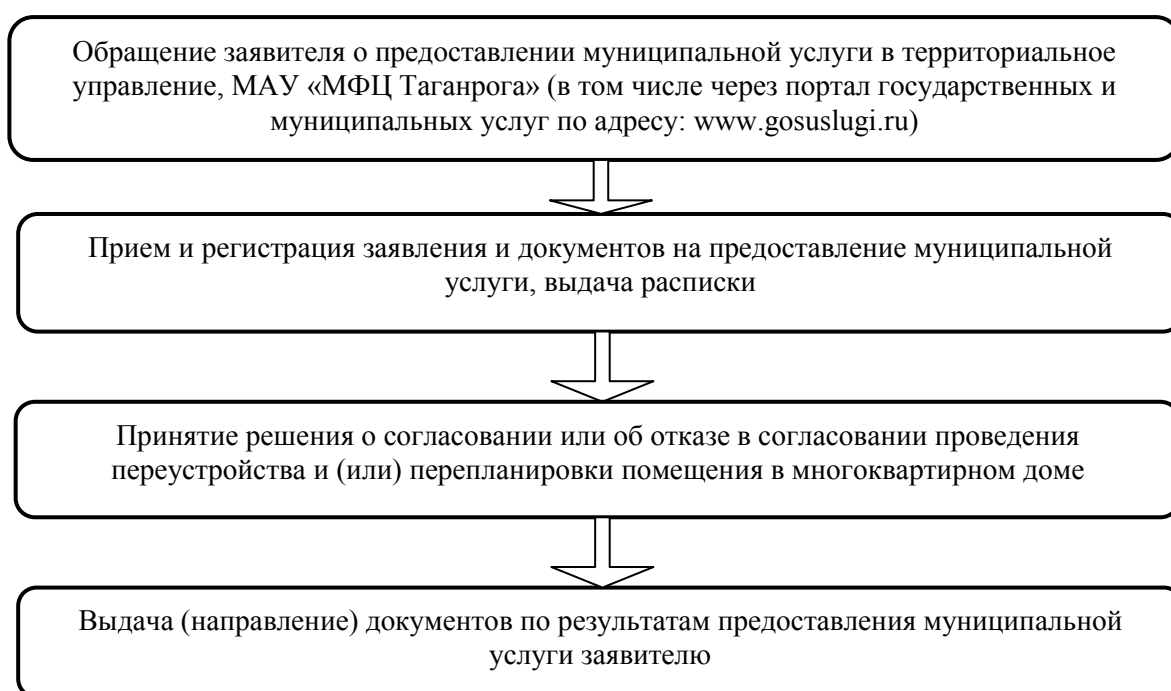 Обращение заявителя о предоставлении муниципальной услуги в территориальное
управление, МАУ «МФЦ Таганрога» (в том числе через портал государственных и
муниципальных услуг по адресу: www.gosuslugi.ru)
Прием и регистрация заявления и документов на предоставление муниципальной
услуги, выдача расписки
Принятие решения о согласовании или об отказе в согласовании проведения
переустройства и (или) перепланировки помещения в многоквартирном доме
Выдача (направление) документов по результатам предоставления муниципальной
услуги заявителю